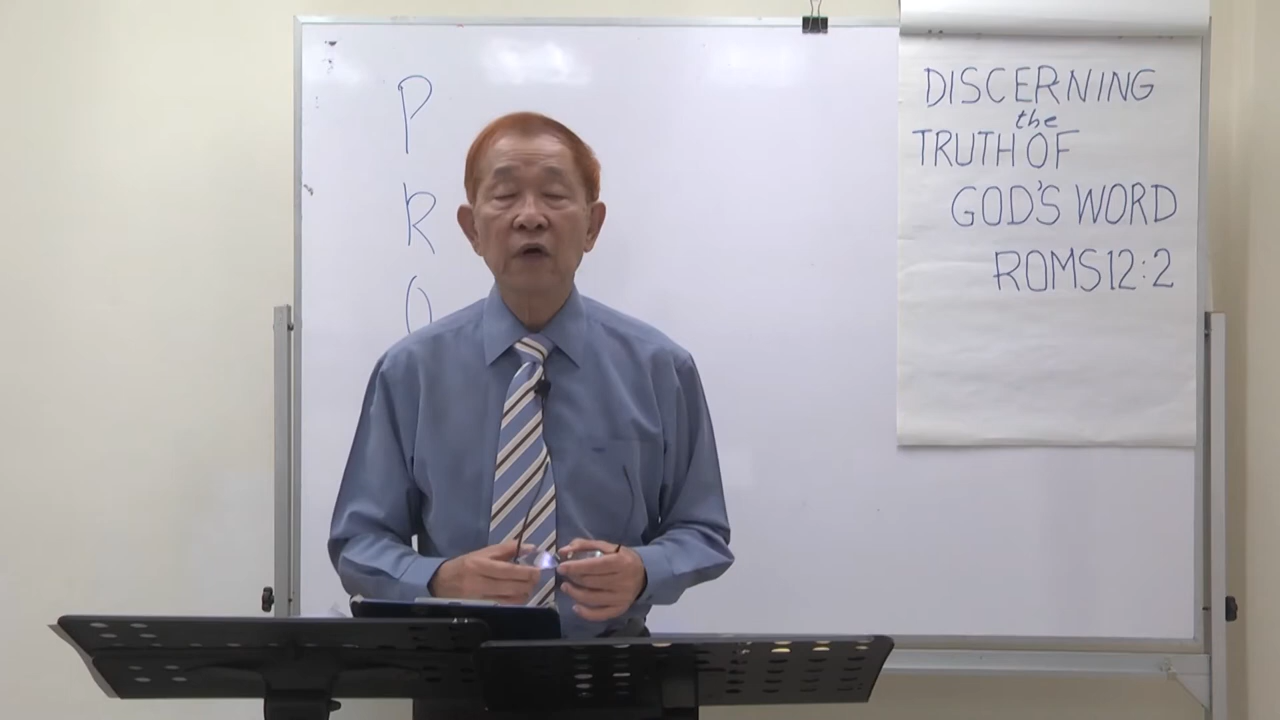 P
R
O
DISCERNING
the
TRUTH OF
GOD'S WORD
ROMS 12:2